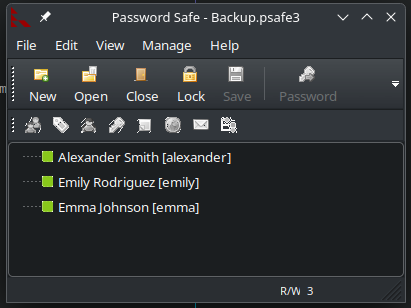 Password Safe - Backup.psafe3
File Edit View Manage Help
New Open Close Lock Save Password
Alexander Smith [alexander]
Emily Rodriguez [emily]
Emma Johnson [emma]
R/W 3